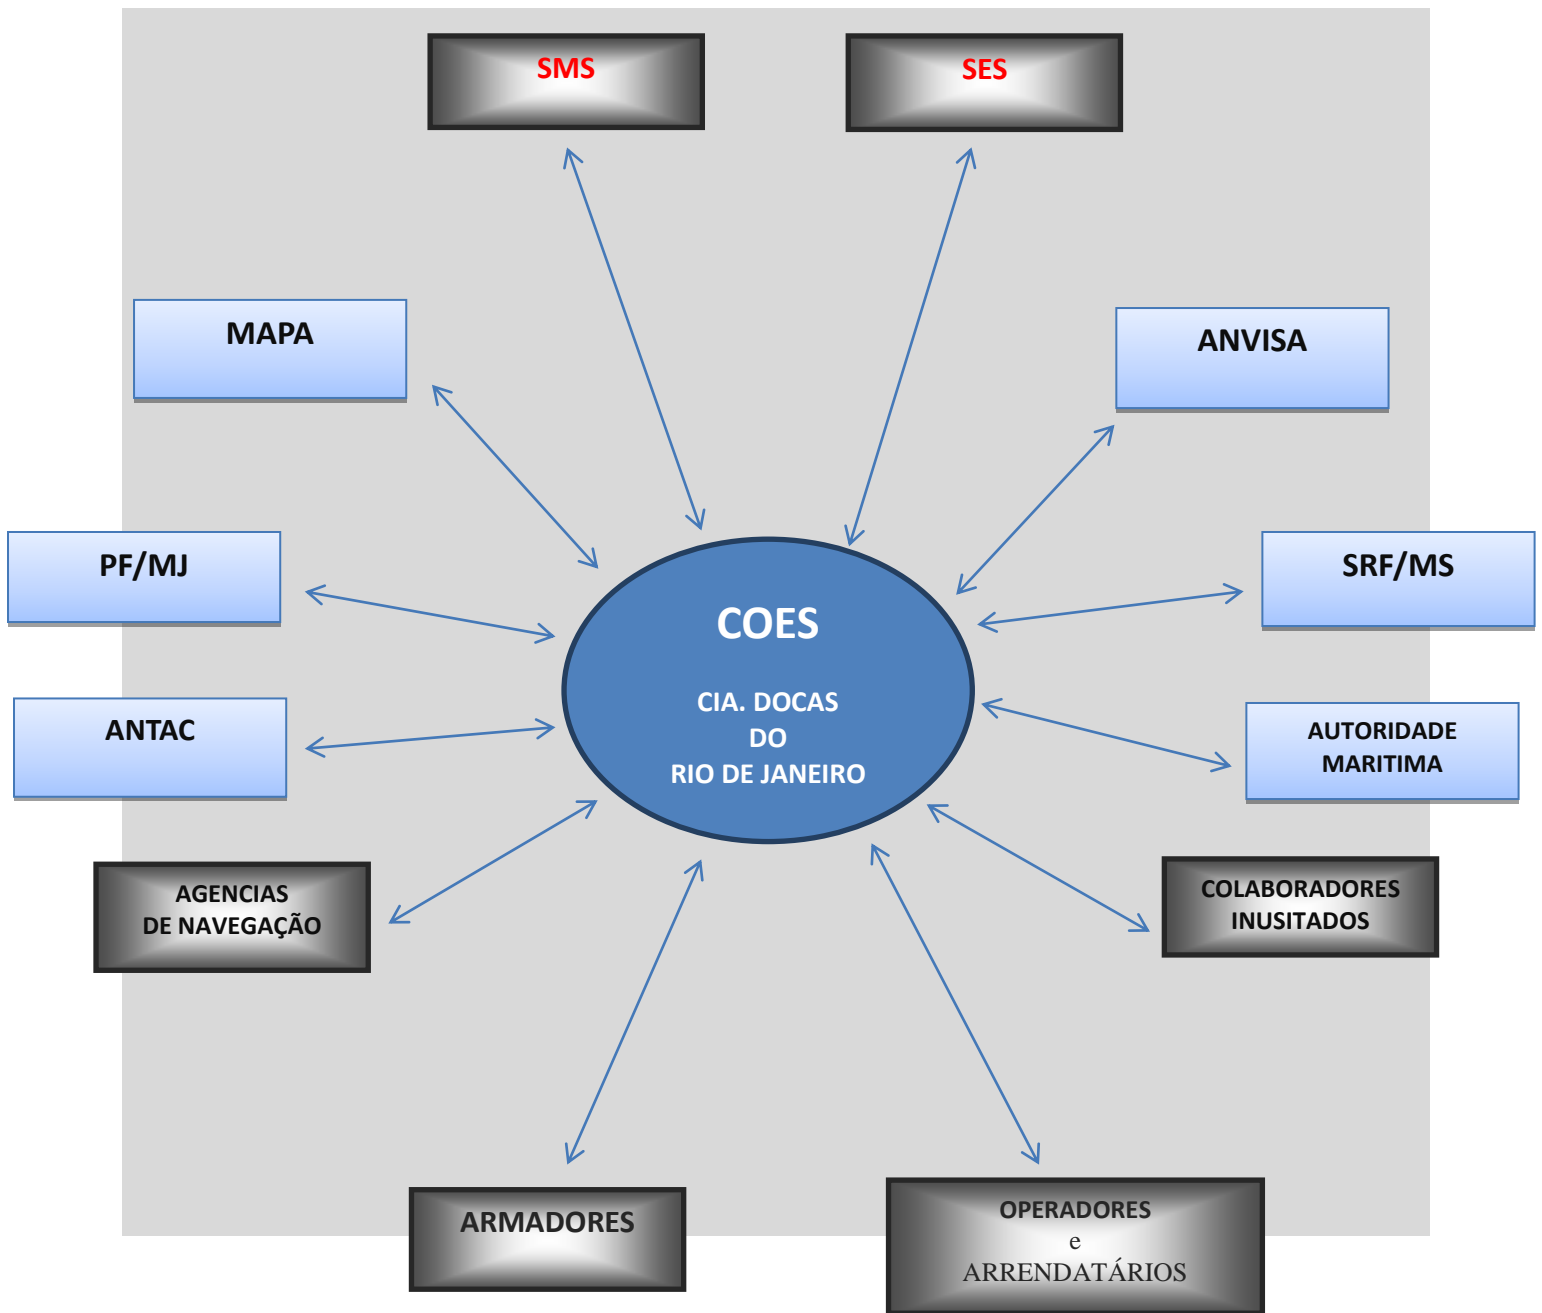 SMS
SES
MAPA
ANVISA
PF/MJ
SRF/MS
COES
CIA. DOCAS
DO
RIO DE JANEIRO
ANTAC
AUTORIDADE
MARITIMA
AGENCIAS
DE NAVEGAÇÃO
COLABORADORES
INUSITADOS
ARMADORES
OPERADORES
e
ARRENDATÁRIOS